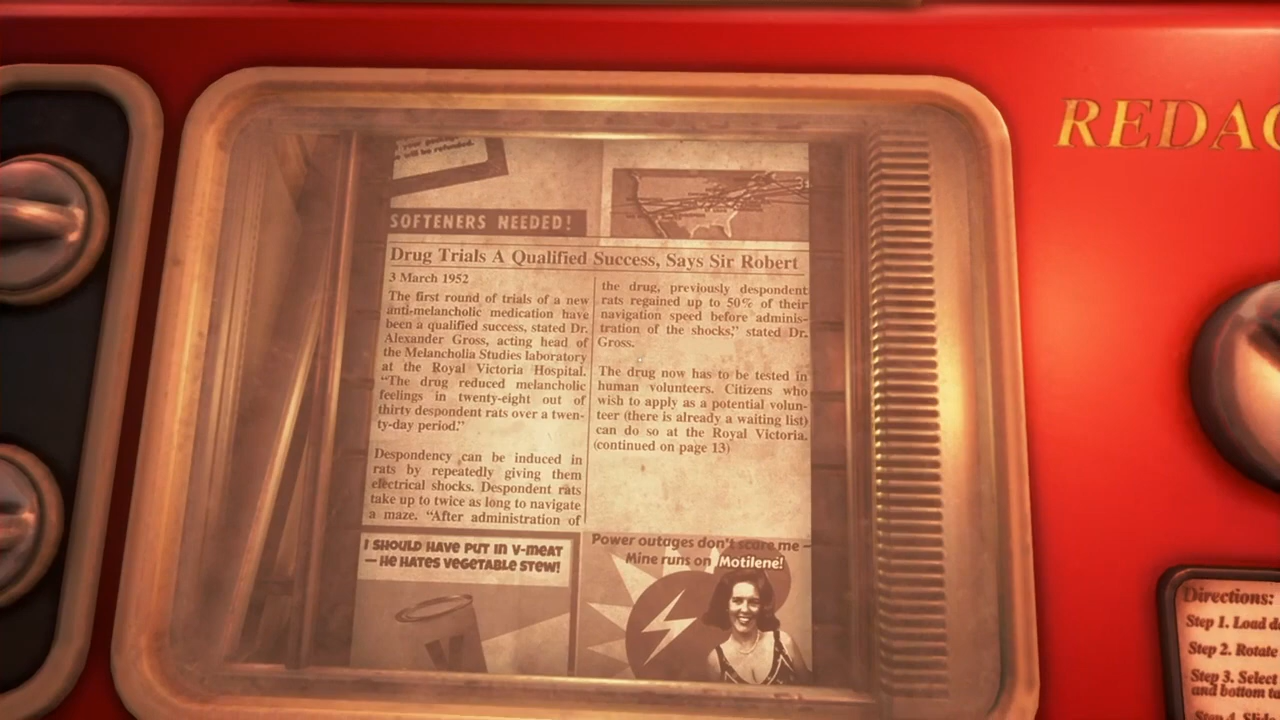 your
will be refunded.
SOFTENERS NEEDED!
Drug Trials A Qualified Success, Says Sir Robert
3 March 1952
The first round of trials of a new
anti-melancholic medication have
been a qualified success, stated Dr.
Alexander Gross, acting head of
the Melancholia Studies laboratory
at the Royal Victoria Hospital.
“The drug reduced melancholic
feelings in twenty-eight out of
thirty despondent rats over a twen-
ty-day period.”
Despondency can be induced in
rats by repeatedly giving them
electrical shocks. Despondent rats
take up to twice as long to navigate
a maze. “After administration of
the drug, previously despondent
rats regained up to 50% of their
navigation speed before adminis-
tration of the shocks,” stated Dr.
Gross.
The drug now has to be tested in
human volunteers. Citizens who
wish to apply as a potential volun-
teer (there is already a waiting list)
can do so at the Royal Victoria.
(continued on page 13)
I SHOULD HAVE PUT IN V-MEAT
— HE HATES VEGETABLE STEW!
Power outages don't scare me –
Mine runs on Motilene!
REDAC
Directions:
Step 1. Load
Step 2. Rotate
Step 3. Select
and bottom
Step 4.